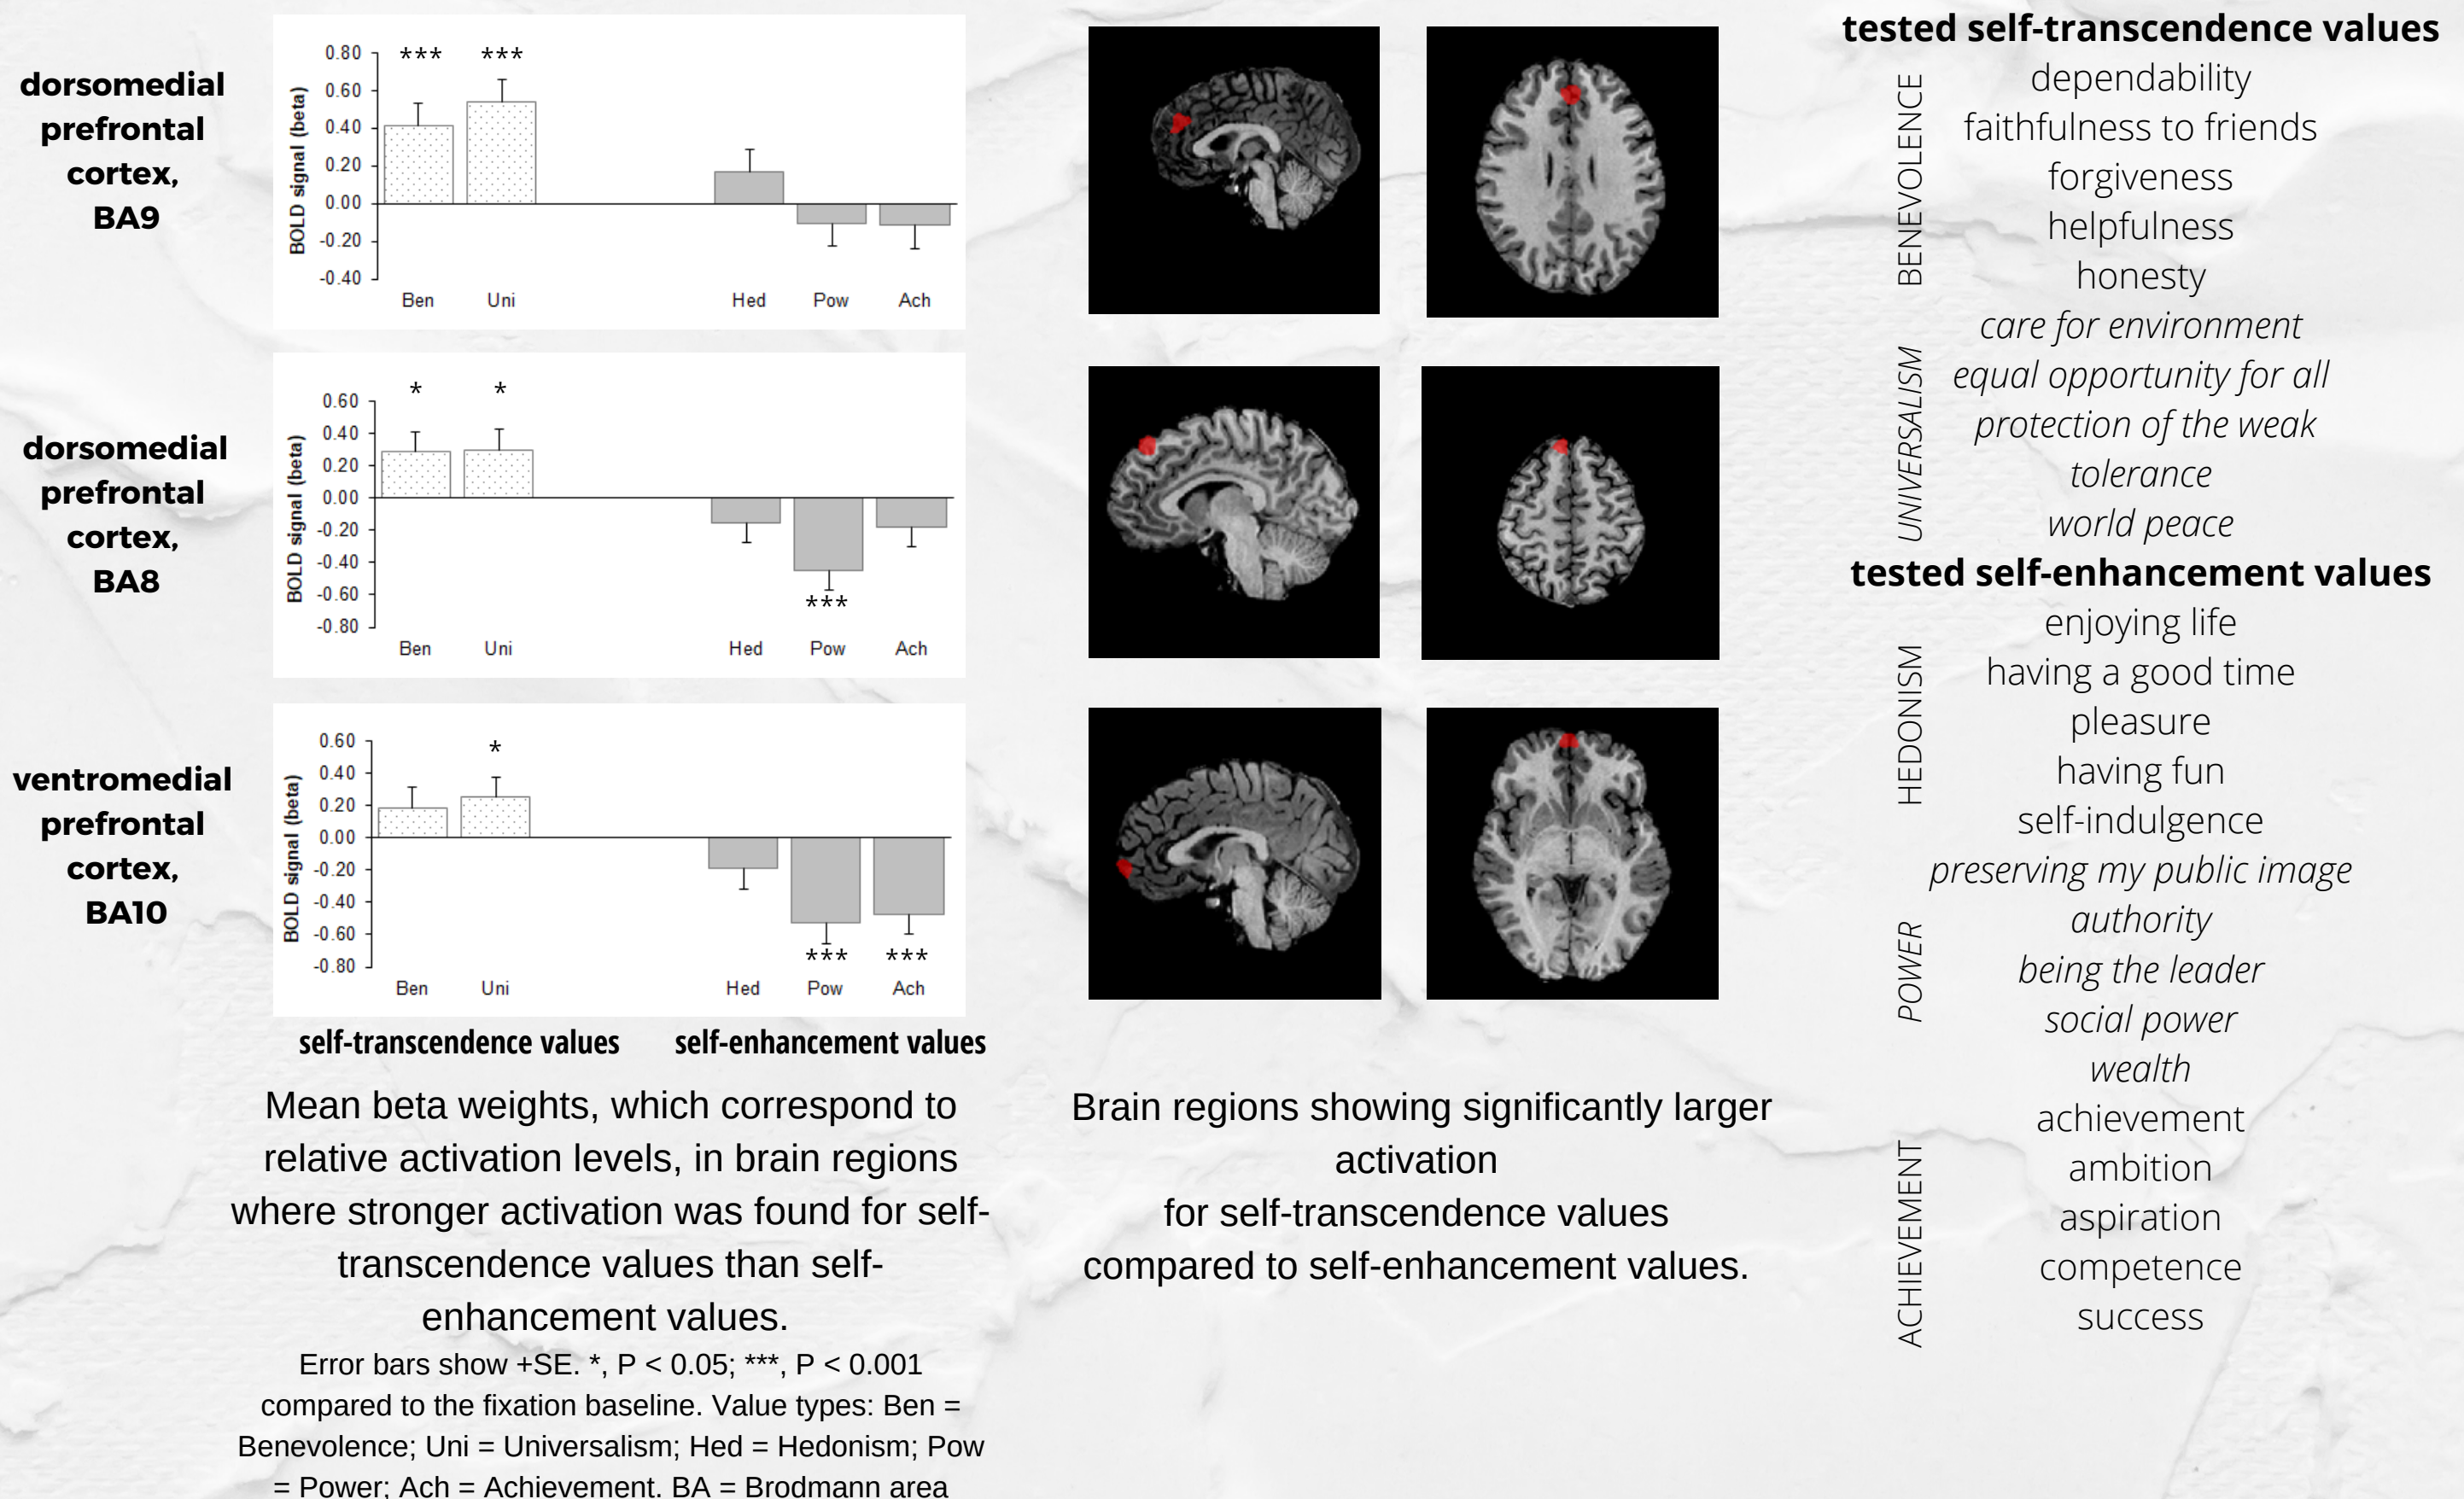 dorsomedial
prefrontal
cortex,
BA9
BOLD signal (beta)
0.80
0.60
0.40
0.20
0.00
-0.20
-0.40
*** ***
Ben Uni Hed Pow Ach
dorsomedial
prefrontal
cortex,
BA8
BOLD signal (beta)
0.60
0.40
0.20
0.00
-0.20
-0.40
-0.60
-0.80
* *
***
Ben Uni Hed Pow Ach
ventromedial
prefrontal
cortex,
BA10
BOLD signal (beta)
0.60
0.40
0.20
0.00
-0.20
-0.40
-0.60
-0.80
*
*** ***
Ben Uni Hed Pow Ach
self-transcendence values self-enhancement values
Mean beta weights, which correspond to
relative activation levels, in brain regions
where stronger activation was found for self-
transcendence values than self-
enhancement values.
Error bars show +SE. *, P < 0.05; ***, P < 0.001
compared to the fixation baseline. Value types: Ben =
Benevolence; Uni = Universalism; Hed = Hedonism; Pow
= Power; Ach = Achievement. BA = Brodmann area
Brain regions showing significantly larger
activation
for self-transcendence values
compared to self-enhancement values.
tested self-transcendence values
BENEVOLENCE
dependability
faithfulness to friends
forgiveness
helpfulness
honesty
UNIVERSALISM
care for environment
equal opportunity for all
protection of the weak
tolerance
world peace
tested self-enhancement values
HEDONISM
enjoying life
having a good time
pleasure
having fun
self-indulgence
POWER
preserving my public image
authority
being the leader
social power
wealth
ACHIEVEMENT
achievement
ambition
aspiration
competence
success